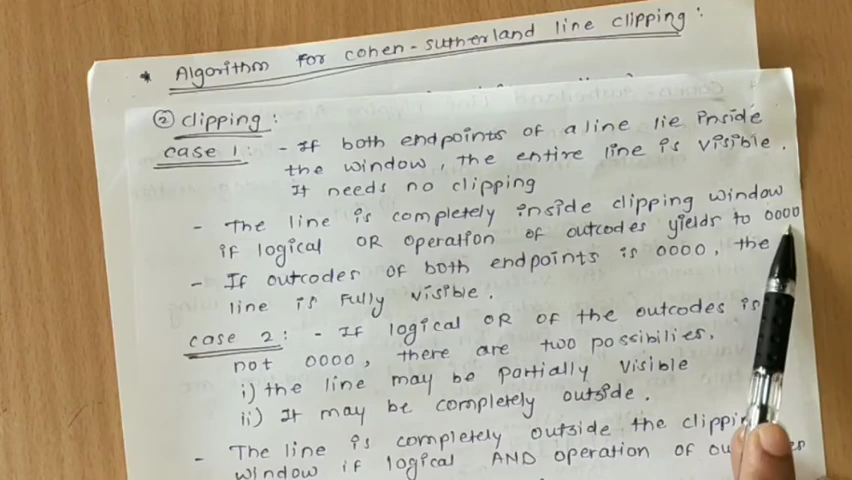 * Algorithm for cohen-sutherland line clipping:
② clipping:
case 1: - If both endpoints of a line lie inside
the window, the entire line is visible.
It needs no clipping
- The line is completely inside clipping window
if logical OR operation of outcodes yields to 0000
- If outcodes of both endpoints is 0000, the
line is Fully visible.
case 2: - If logical OR of the outcodes is
not 0000, there are two possibilies.
i) the line may be partially visible
ii) It may be completely outside.
- The line is completely outside the
window if logical AND operation of